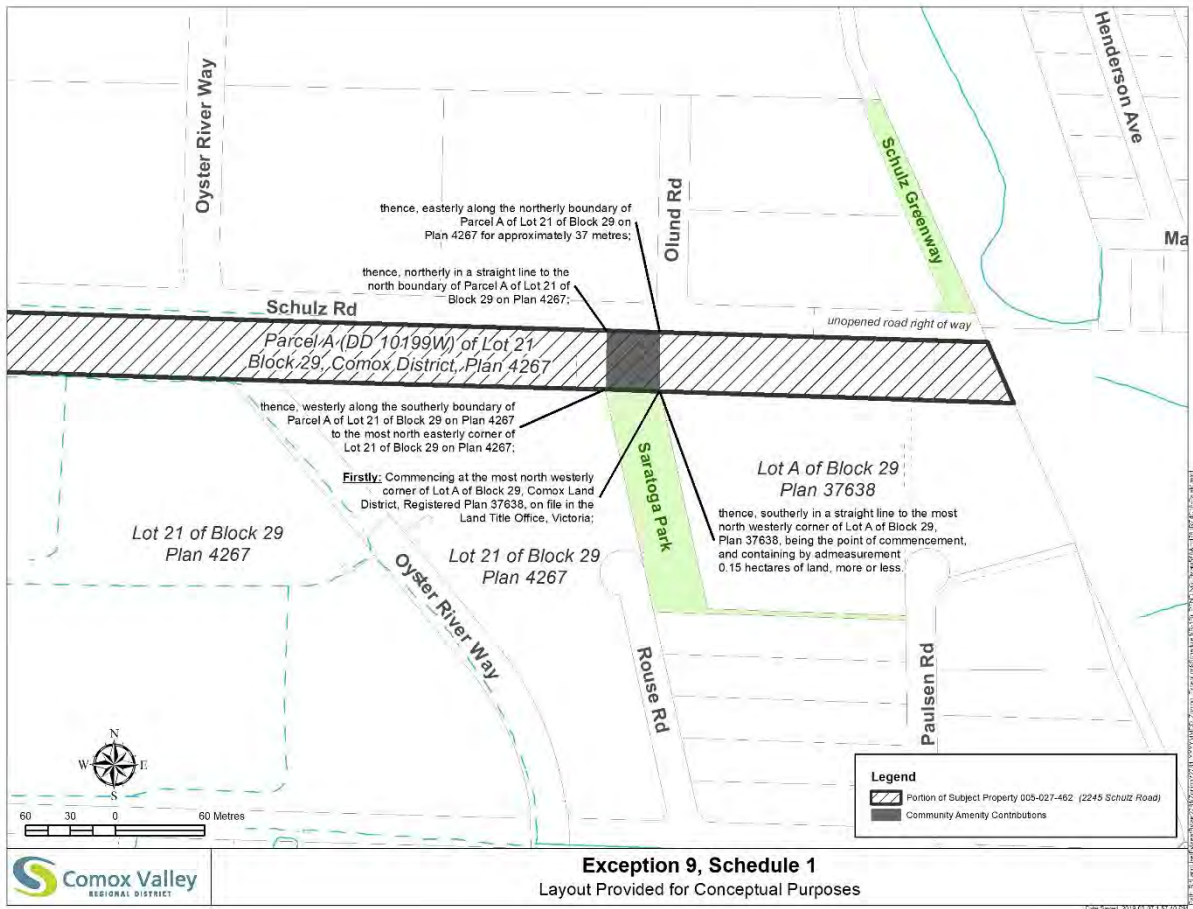 Henderson Ave
Oyster River Way
Schulz Greenway
Olund Rd
Ma
thence, easterly along the northerly boundary of
Parcel A of Lot 21 of Block 29 on
Plan 4267 for approximately 37 metres;
thence, northerly in a straight line to the
north boundary of Parcel A of Lot 21 of
Block 29 on Plan 4267;
Schulz Rd
unopened road right of way
Parcel A (DD 10199W) of Lot 21
Block 29, Comox District, Plan 4267
thence, westerly along the southerly boundary of
Parcel A of Lot 21 of Block 29 on Plan 4267
to the most north easterly corner of
Lot 21 of Block 29 on Plan 4267;
Firstly: Commencing at the most north westerly
corner of Lot A of Block 29, Comox Land
District, Registered Plan 37638, on file in the
Land Title Office, Victoria;
Saratoga Park
Lot A of Block 29
Plan 37638
thence, southerly in a straight line to the most
north westerly corner of Lot A of Block 29,
Plan 37638, being the point of commencement,
and containing by admeasurement
0.15 hectares of land, more or less.
Lot 21 of Block 29
Plan 4267
Lot 21 of Block 29
Plan 4267
Oyster River Way
Rouse Rd
Paulsen Rd
N
W E
S
60 30 0 60 Metres
Legend
Portion of Subject Property 005-027-462 (2245 Schulz Road)
Community Amenity Contributions
Comox Valley
REGIONAL DISTRICT
Exception 9, Schedule 1
Layout Provided for Conceptual Purposes